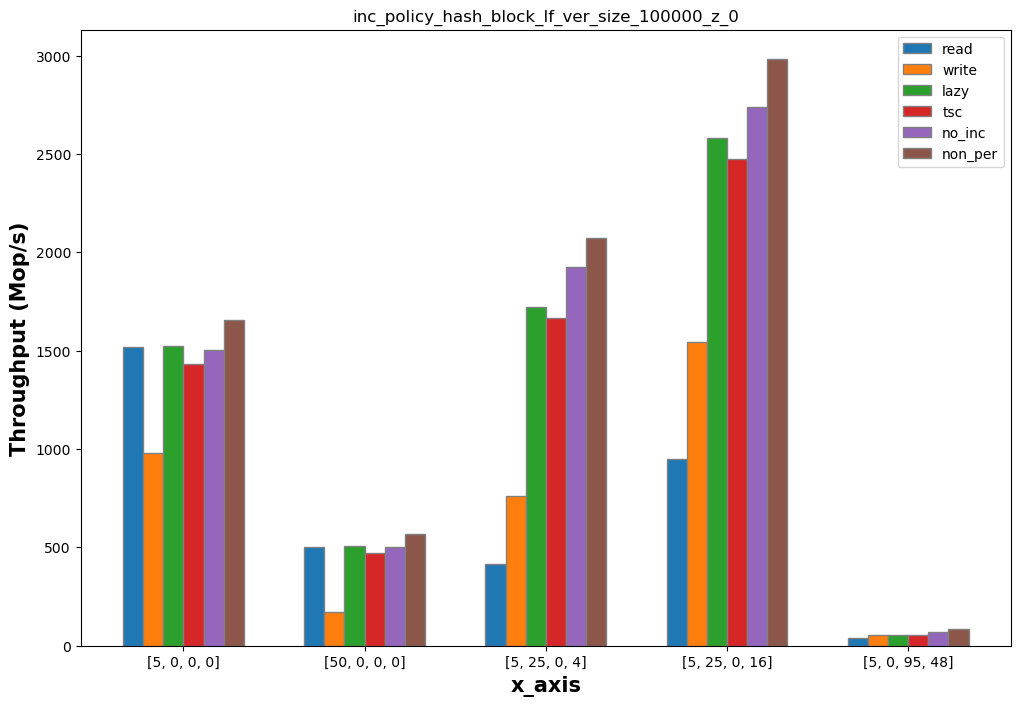 inc_policy_hash_block_lf_ver_size_100000_z_0
Throughput (Mop/s)
3000
2500
2000
1500
1000
500
0
read
write
lazy
tsc
no_inc
non_per
[5, 0, 0, 0]
[50, 0, 0, 0]
[5, 25, 0, 4]
[5, 25, 0, 16]
[5, 0, 95, 48]
x_axis